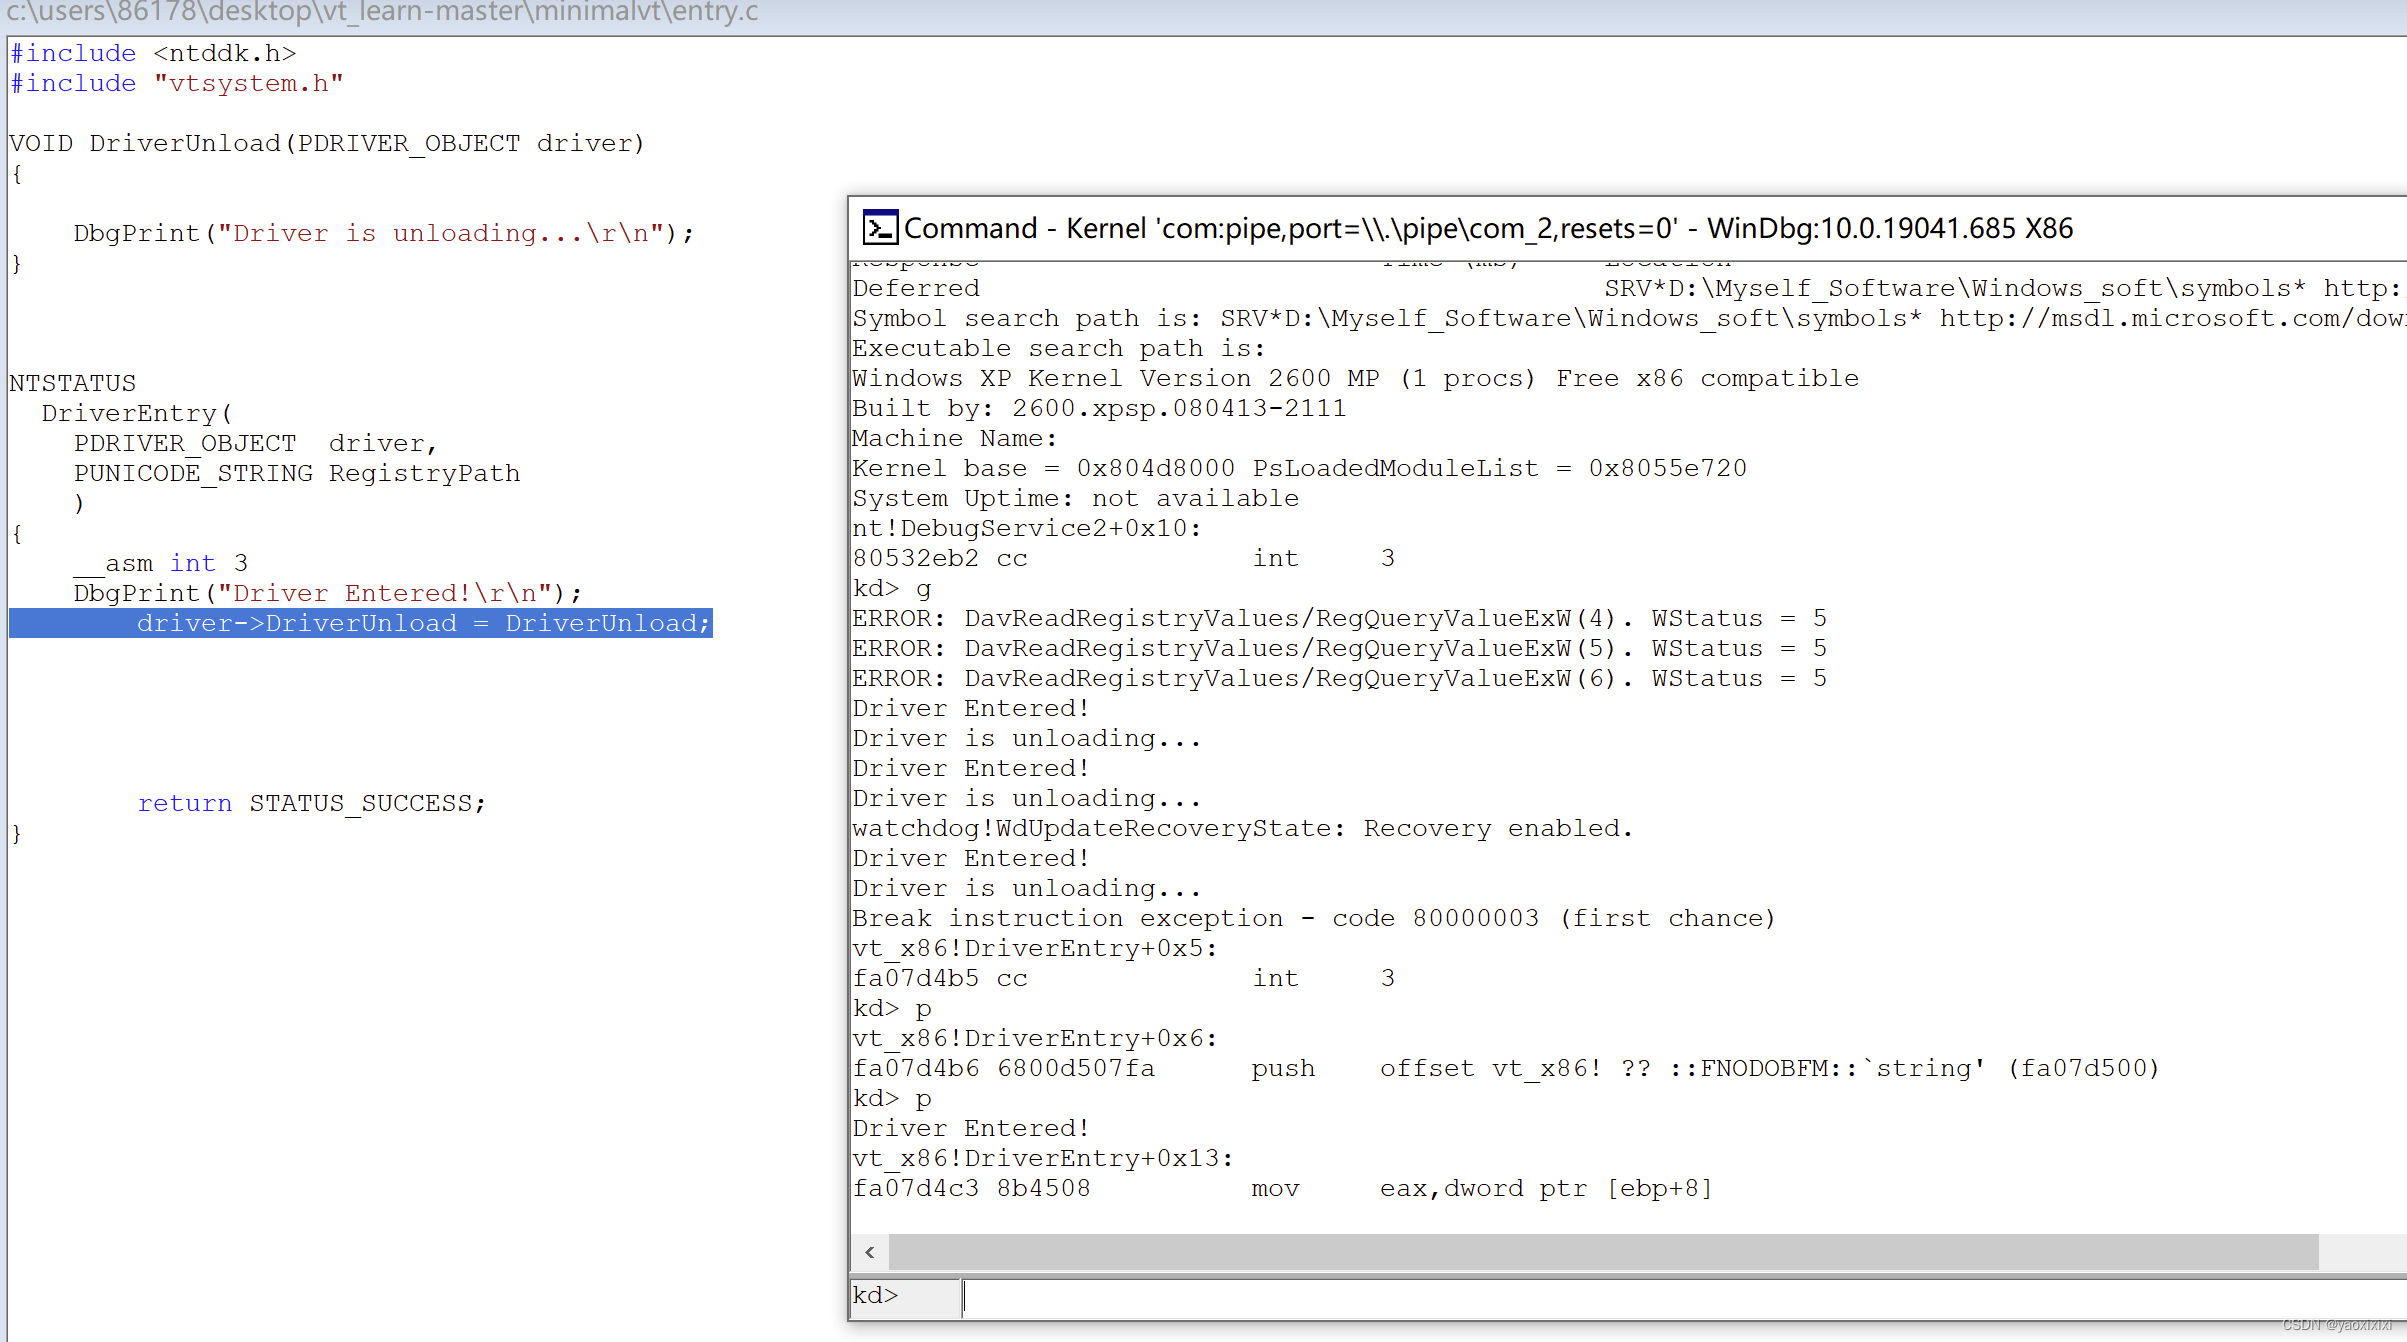 c:\users\86178\desktop\vt_learn-master\minimalvt\entry.c
#include <ntddk.h>
#include "vtsystem.h"
VOID DriverUnload(PDRIVER_OBJECT driver)
{
DbgPrint("Driver is unloading...\r\n");
}
NTSTATUS
DriverEntry(
PDRIVER_OBJECT  driver,
PUNICODE_STRING RegistryPath
)
{
__asm int 3
DbgPrint("Driver Entered!\r\n");
driver->DriverUnload = DriverUnload;
return STATUS_SUCCESS;
}
Command - Kernel 'com:pipe,port=\\.\pipe\com_2,resets=0' - WinDbg:10.0.19041.685 X86
Deferred SRV*D:\Myself_Software\Windows_soft\symbols* http:
Symbol search path is: SRV*D:\Myself_Software\Windows_soft\symbols* http://msdl.microsoft.com/dow
Executable search path is:
Windows XP Kernel Version 2600 MP (1 procs) Free x86 compatible
Built by: 2600.xpsp.080413-2111
Machine Name:
Kernel base = 0x804d8000 PsLoadedModuleList = 0x8055e720
System Uptime: not available
nt!DebugService2+0x10:
80532eb2 cc              int     3
kd> g
ERROR: DavReadRegistryValues/RegQueryValueExW(4). WStatus = 5
ERROR: DavReadRegistryValues/RegQueryValueExW(5). WStatus = 5
ERROR: DavReadRegistryValues/RegQueryValueExW(6). WStatus = 5
Driver Entered!
Driver is unloading...
Driver Entered!
Driver is unloading...
watchdog!WdUpdateRecoveryState: Recovery enabled.
Driver Entered!
Driver is unloading...
Break instruction exception - code 80000003 (first chance)
vt_x86!DriverEntry+0x5:
fa07d4b5 cc              int     3
kd> p
vt_x86!DriverEntry+0x6:
fa07d4b6 6800d507fa      push    offset vt_x86! ?? ::FNODOBFM::`string' (fa07d500)
kd> p
Driver Entered!
vt_x86!DriverEntry+0x13:
fa07d4c3 8b4508          mov     eax,dword ptr [ebp+8]
kd>
CSDN @yaoxixixi